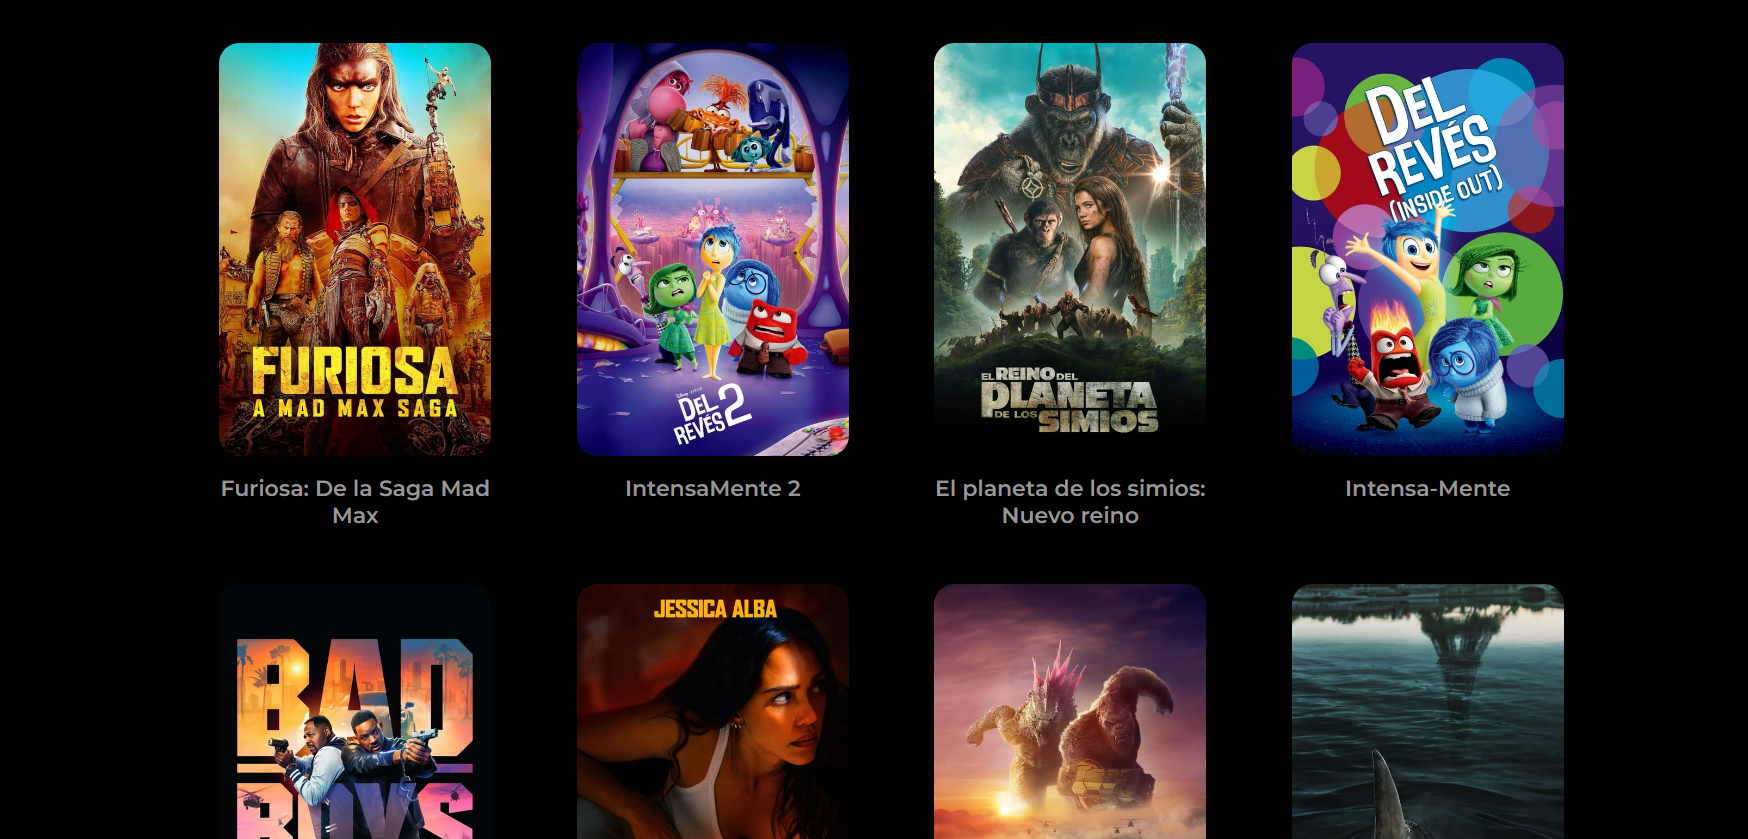 FURIOSA
A MAD MAX SAGA
Disney PIXAR
DEL
REVÉS 2
EL REINO DEL
PLANETA
DE LOS SIMIOS
DEL
REVÉS
(INSIDE OUT)
Furiosa: De la Saga Mad
Max
IntensaMente 2
El planeta de los simios:
Nuevo reino
Intensa-Mente
BAD
BOYS
JESSICA ALBA